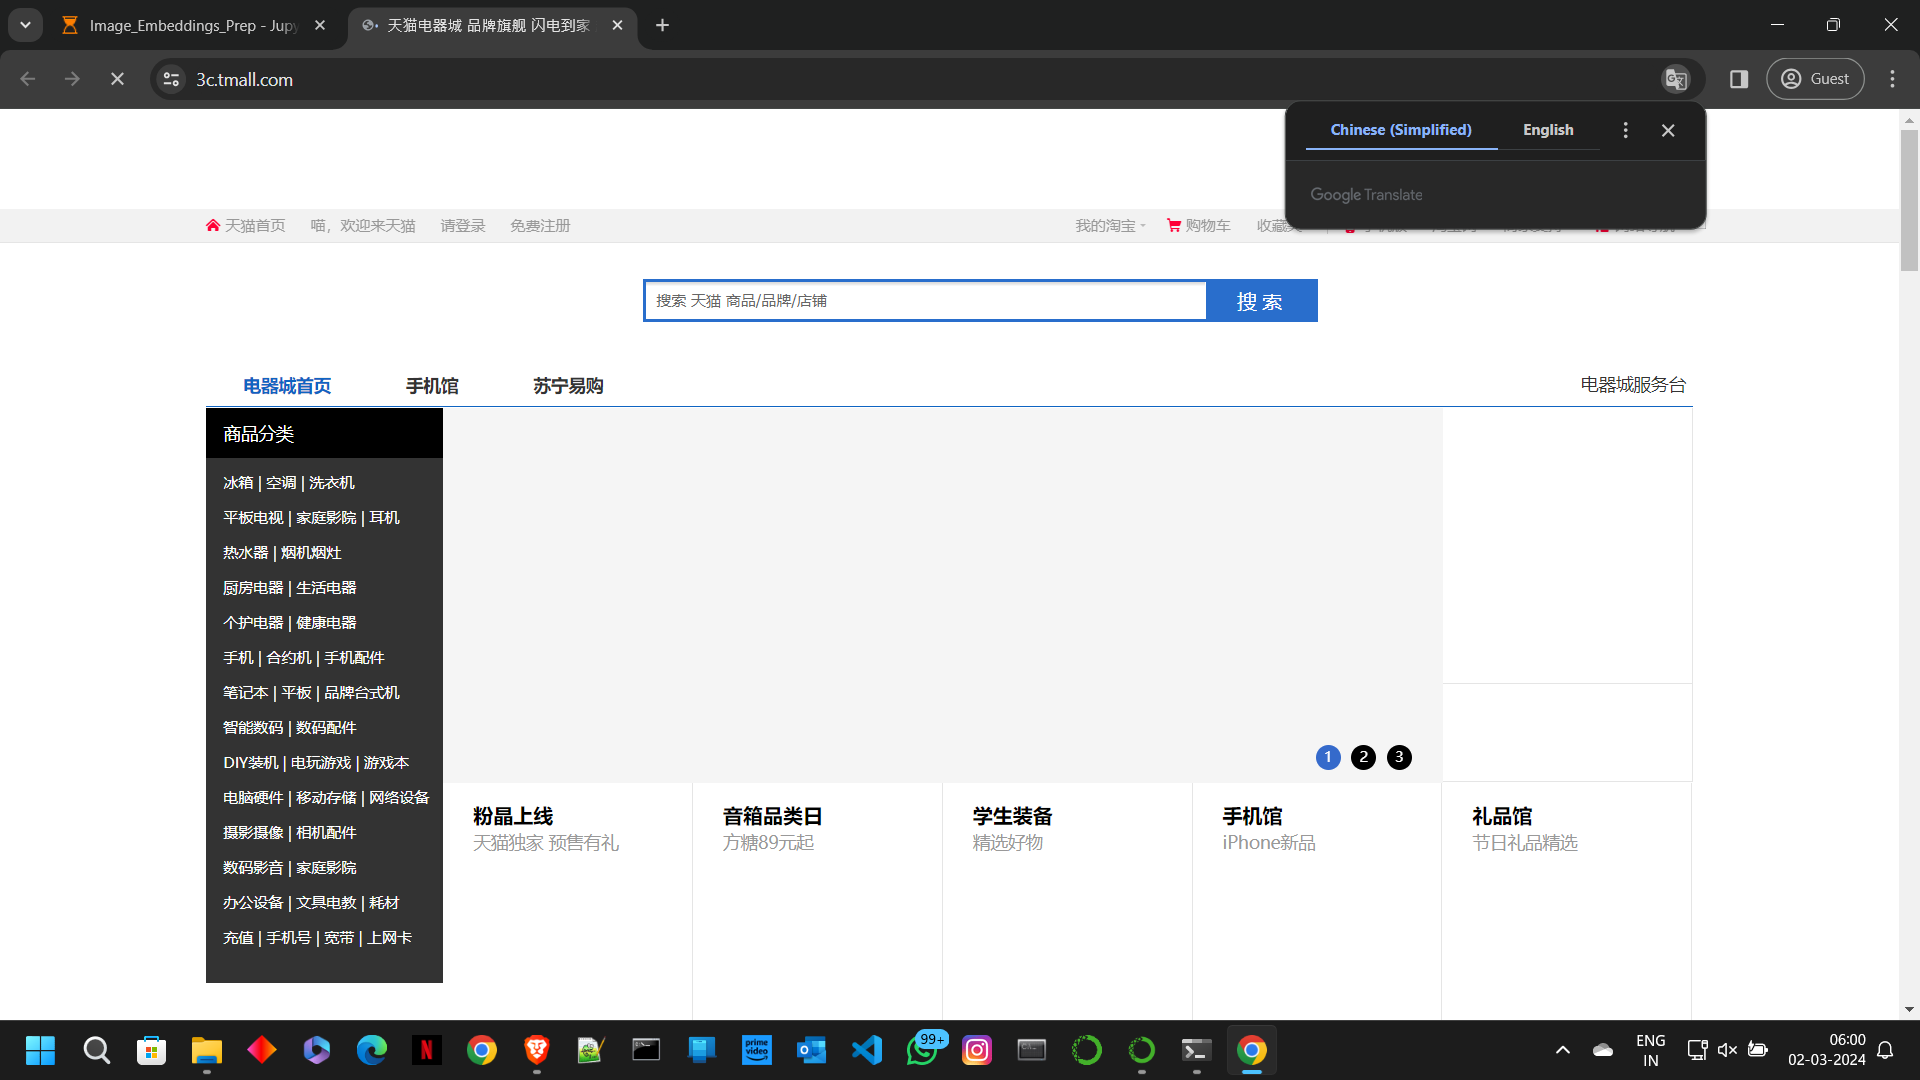 Image_Embeddings_Prep - Jupy
天猫电器城 品牌旗舰 闪电到家
3c.tmall.com
Guest
Chinese (Simplified)
English
Google Translate
天猫首页
喵，欢迎来天猫
请登录
免费注册
我的淘宝
购物车
搜索 天猫 商品/品牌/店铺
搜 索
电器城首页
手机馆
苏宁易购
电器城服务台
商品分类
冰箱 | 空调 | 洗衣机
平板电视 | 家庭影院 | 耳机
热水器 | 烟机烟灶
厨房电器 | 生活电器
个护电器 | 健康电器
手机 | 合约机 | 手机配件
笔记本 | 平板 | 品牌台式机
智能数码 | 数码配件
DIY装机 | 电玩游戏 | 游戏本
电脑硬件 | 移动存储 | 网络设备
摄影摄像 | 相机配件
数码影音 | 家庭影院
办公设备 | 文具电教 | 耗材
充值 | 手机号 | 宽带 | 上网卡
1 2 3
粉晶上线
天猫独家 预售有礼
音箱品类日
方糖89元起
学生装备
精选好物
手机馆
iPhone新品
礼品馆
节日礼品精选
prime video
99+
ENG
IN
06:00
02-03-2024